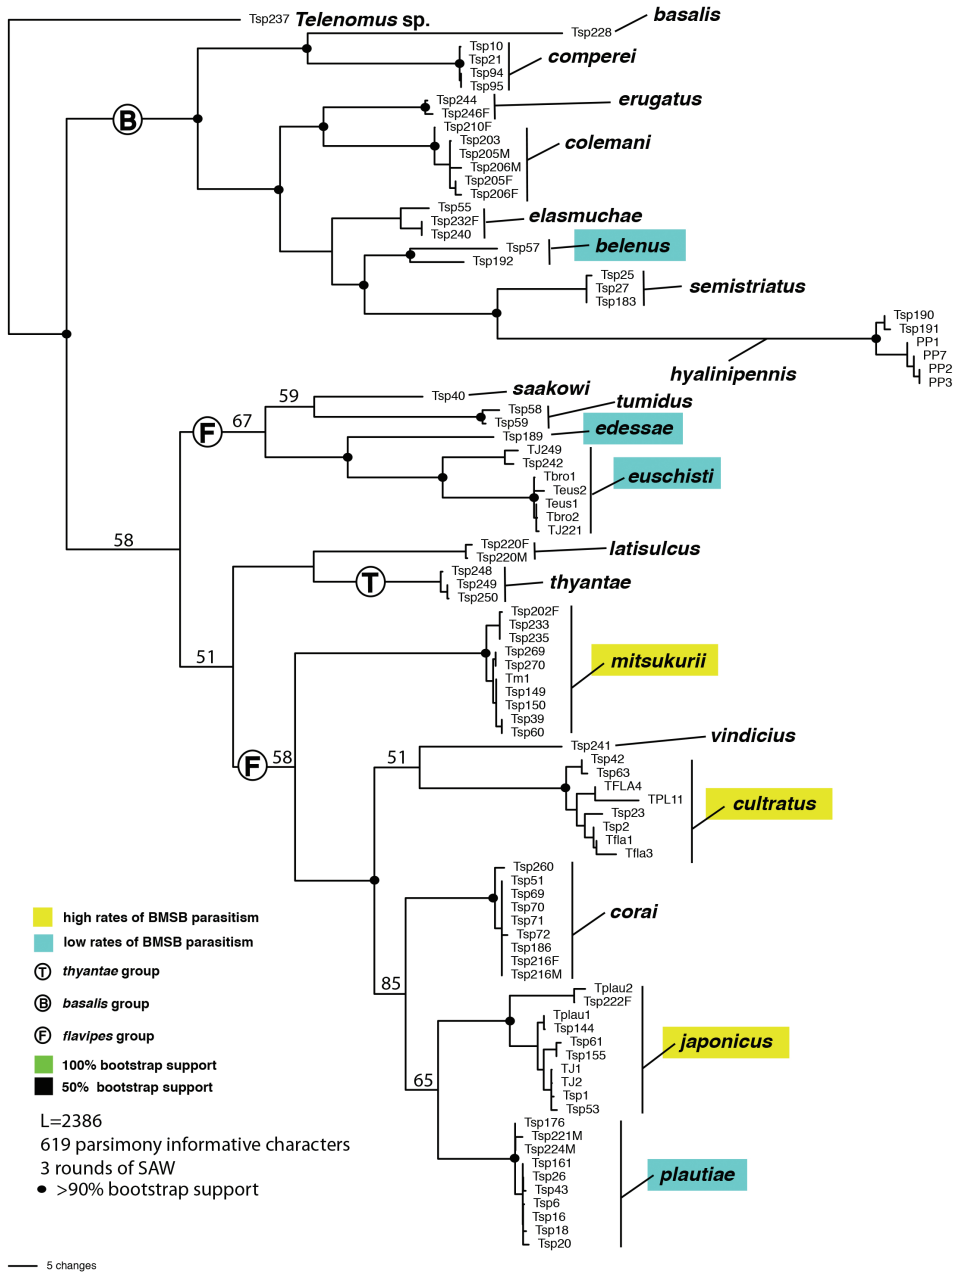 Tsp237 Telenomus sp.
basalis
Tsp228
Tsp10
Tsp21
Tsp94
Tsp95
comperei
Tsp244
Tsp246F
erugatus
B
Tsp210F
Tsp203
Tsp205M
Tsp206M
Tsp205F
Tsp206F
colemani
Tsp55
Tsp232F
Tsp240
elasmuchae
Tsp57
Tsp192
belenus
Tsp25
Tsp27
Tsp183
semistriatus
Tsp190
Tsp191
PP1
PP7
PP2
PP3
hyalinipennis
saakowi
59
Tsp40
tumidus
Tsp58
Tsp59
67
F
edessae
Tsp189
TJ249
Tsp242
Tbro1
Teus2
Teus1
Tbro2
TJ221
euschisti
58
Tsp220F
Tsp220M
latisulcus
Tsp248
Tsp249
Tsp250
T
thyantae
Tsp202F
Tsp233
Tsp235
Tsp269
Tsp270
Tm1
Tsp149
Tsp150
Tsp39
Tsp60
51
mitsukurii
vindicius
Tsp241
51
58
F
Tsp42
Tsp63
TFLA4
TPL11
Tsp23
Tsp2
Tfla1
Tfla3
cultratus
Tsp260
Tsp51
Tsp69
Tsp70
Tsp71
Tsp72
Tsp186
Tsp216F
Tsp216M
corai
85
Tplau2
Tsp222F
Tplau1
Tsp144
Tsp61
Tsp155
TJ1
TJ2
Tsp1
Tsp53
japonicus
65
Tsp176
Tsp221M
Tsp224M
Tsp161
Tsp26
Tsp43
Tsp6
Tsp16
Tsp18
Tsp20
plautiae
high rates of BMSB parasitism
low rates of BMSB parasitism
T thyantae group
B basalis group
F flavipes group
100% bootstrap support
50% bootstrap support
L=2386
619 parsimony informative characters
3 rounds of SAW
>90% bootstrap support
5 changes